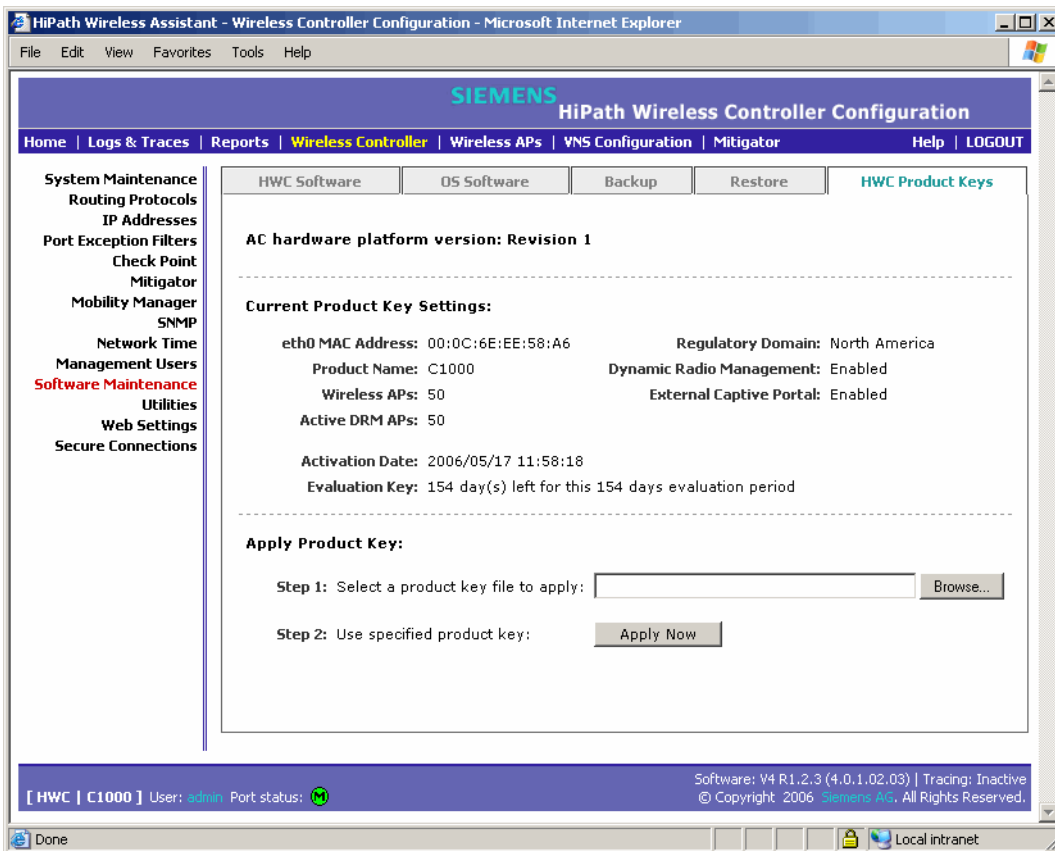 HiPath Wireless Assistant - Wireless Controller Configuration - Microsoft Internet Explorer
File Edit View Favorites Tools Help
SIEMENS
HiPath Wireless Controller Configuration
Home | Logs & Traces | Reports | Wireless Controller | Wireless APs | VNS Configuration | Mitigator Help | LOGOUT
System Maintenance
Routing Protocols
IP Addresses
Port Exception Filters
Check Point
Mitigator
Mobility Manager
SNMP
Network Time
Management Users
Software Maintenance
Utilities
Web Settings
Secure Connections
HWC Software OS Software Backup Restore HWC Product Keys
AC hardware platform version: Revision 1
Current Product Key Settings:
eth0 MAC Address: 00:0C:6E:EE:58:A6 Regulatory Domain: North America
Product Name: C1000 Dynamic Radio Management: Enabled
Wireless APs: 50 External Captive Portal: Enabled
Active DRM APs: 50
Activation Date: 2006/05/17 11:58:18
Evaluation Key: 154 day(s) left for this 154 days evaluation period
Apply Product Key:
Step 1: Select a product key file to apply: Browse...
Step 2: Use specified product key: Apply Now
Software: V4 R1.2.3 (4.0.1.02.03) | Tracing: Inactive
[ HWC | C1000 ] User: admin Port status: M
© Copyright 2006 Siemens AG. All Rights Reserved.
Done Local intranet